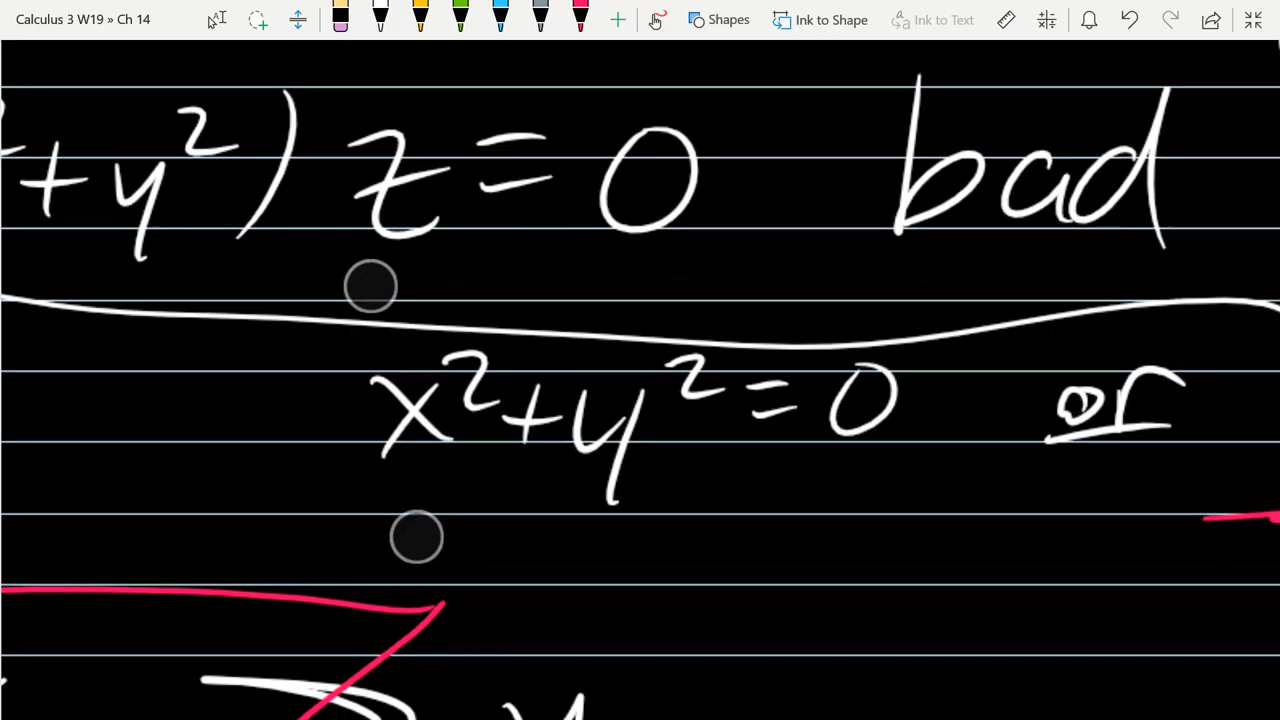 Calculus 3 W19 » Ch 14 Shapes Ink to Shape Ink to Text
+y²) z = 0 bad
x² + y² = 0 or